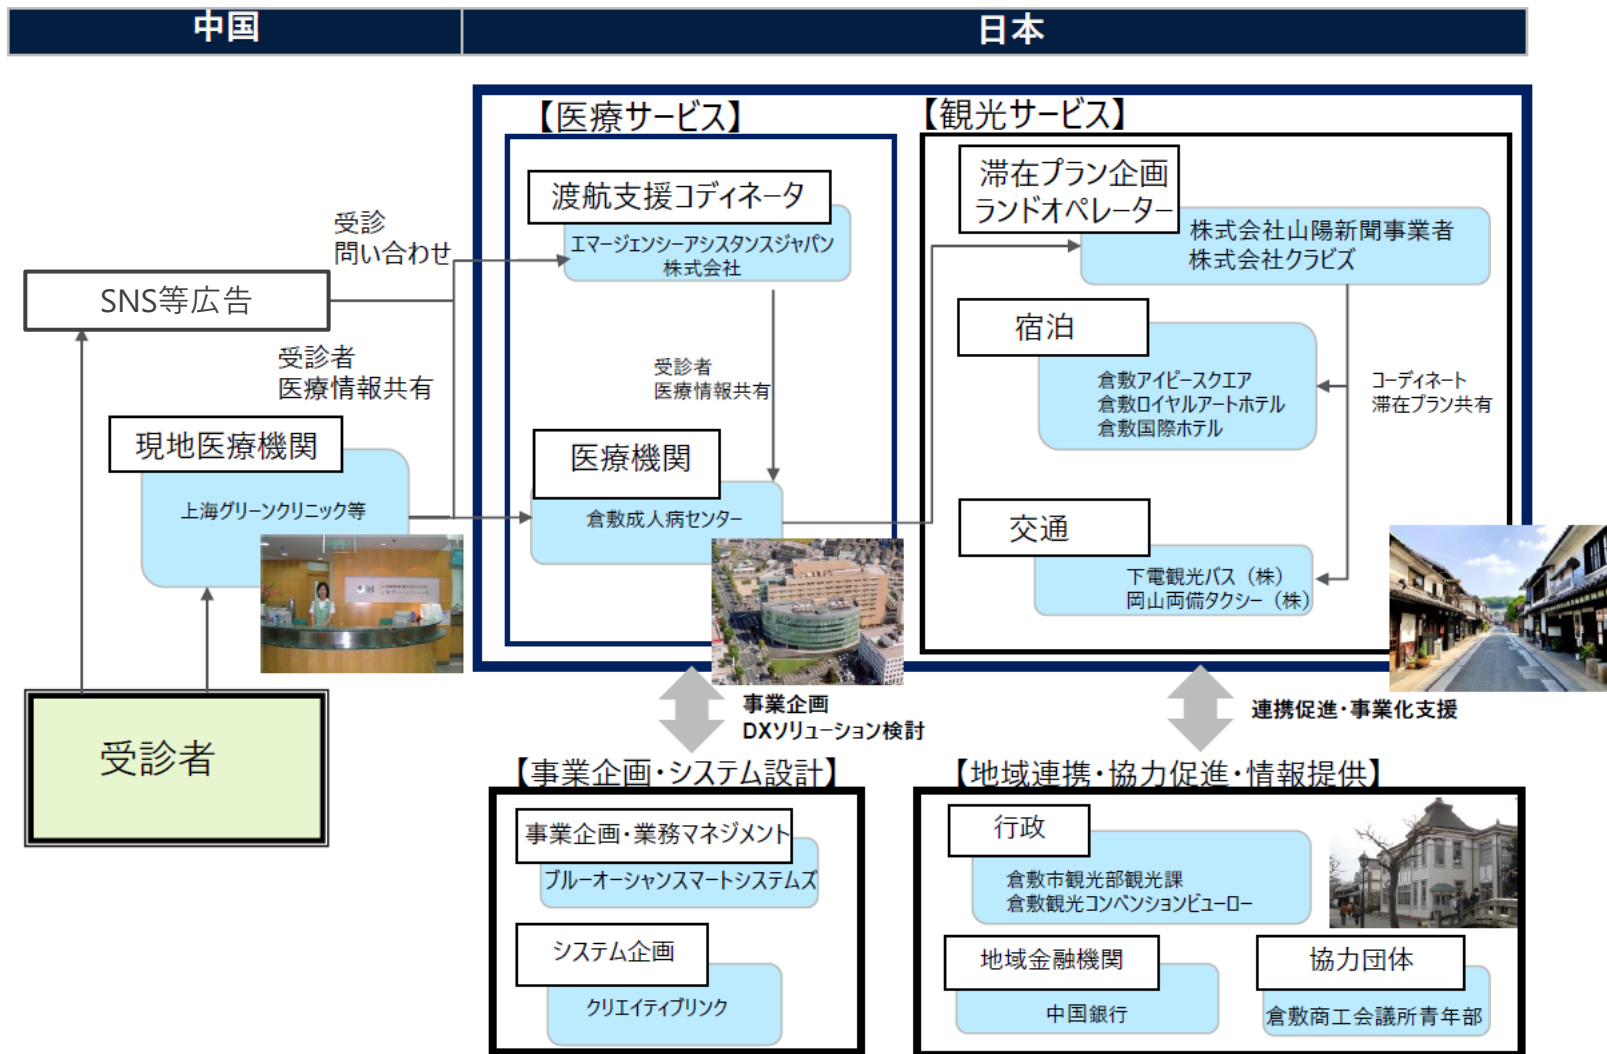 中国
日本
【医療サービス】
【観光サービス】
渡航支援コディネータ
エマージェンシーアシスタンスジャパン
株式会社
滞在プラン企画
ランドオペレーター
株式会社山陽新聞事業者
株式会社クラビズ
受診
問い合わせ
SNS等広告
受診者
医療情報共有
受診者
医療情報共有
宿泊
倉敷アイビースクエア
倉敷ロイヤルアートホテル
倉敷国際ホテル
コーディネート
滞在プラン共有
現地医療機関
上海グリーンクリニック等
医療機関
倉敷成人病センター
交通
下電観光バス（株）
岡山両備タクシー（株）
受診者
事業企画
DXソリューション検討
連携促進・事業化支援
【事業企画・システム設計】
事業企画・業務マネジメント
ブルーオーシャンスマートシステムズ
システム企画
クリエイティブリンク
【地域連携・協力促進・情報提供】
行政
倉敷市観光部観光課
倉敷観光コンベンションビューロー
地域金融機関
中国銀行
協力団体
倉敷商工会議所青年部